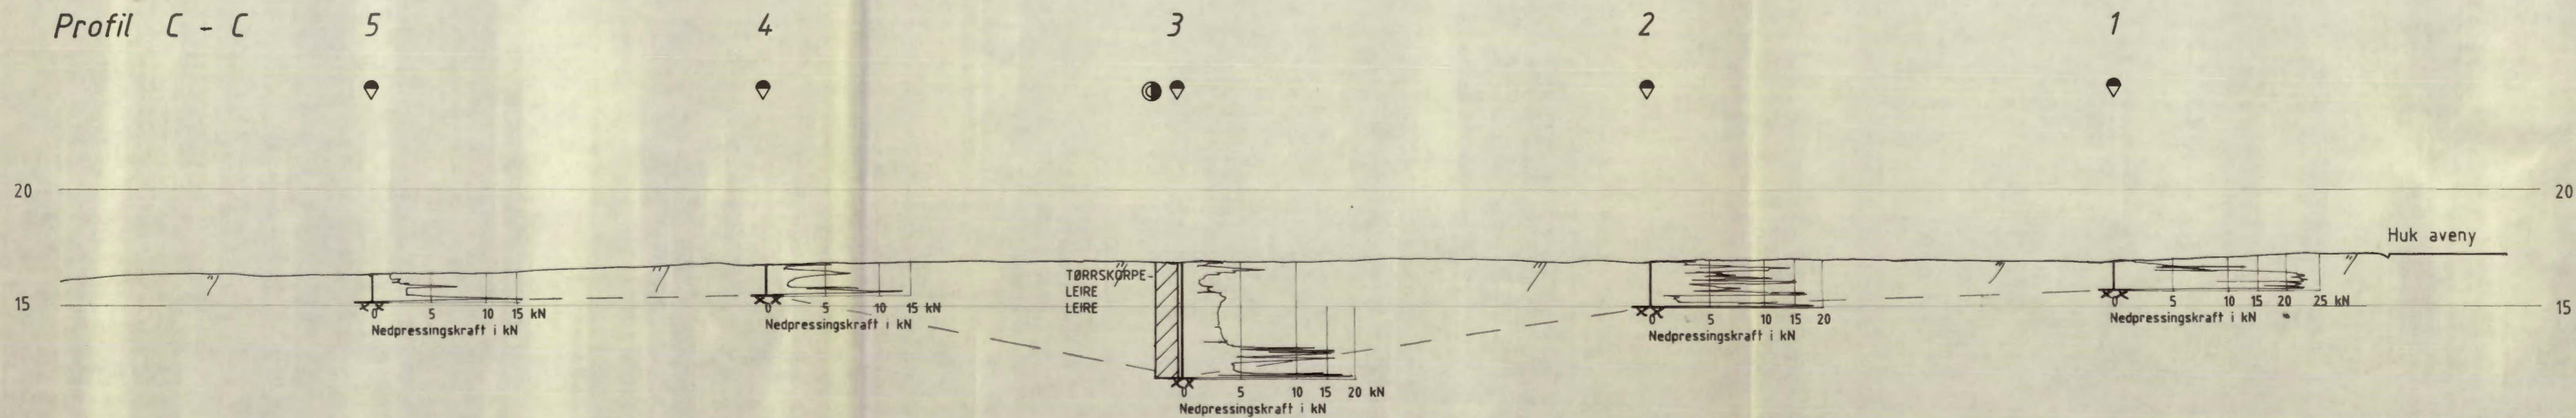 Profil C - C 5 4 3 2 1
20 20
Huk aveny
TØRRSKORPE-
LEIRE
LEIRE
15 15
0 5 10 15 kN
Nedpressingskraft i kN
0 5 10 15 kN
Nedpressingskraft i kN
0 5 10 15 20 kN
Nedpressingskraft i kN
0 5 10 15 20
Nedpressingskraft i kN
0 5 10 15 20 25 kN
Nedpressingskraft i kN